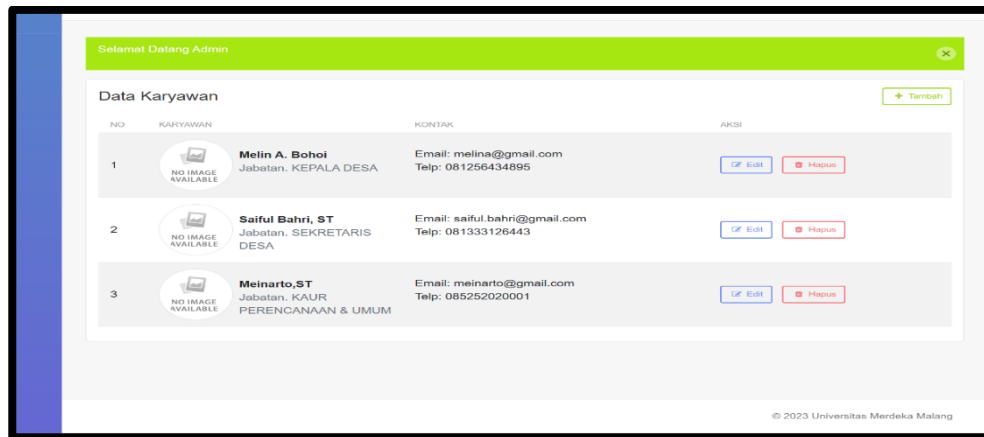 Selamat Datang Admin
Data Karyawan
+ Tambah
NO KARYAWAN KONTAK AKSI
1
NO IMAGE
AVAILABLE
Melin A. Bohoi
Jabatan. KEPALA DESA
Email: melina@gmail.com
Telp: 081256434895
Edit
Hapus
2
NO IMAGE
AVAILABLE
Saiful Bahri, ST
Jabatan. SEKRETARIS
DESA
Email: saiful.bahri@gmail.com
Telp: 081333126443
Edit
Hapus
3
NO IMAGE
AVAILABLE
Meinarto,ST
Jabatan. KAUR
PERENCANAAN & UMUM
Email: meinarto@gmail.com
Telp: 085252020001
Edit
Hapus
© 2023 Universitas Merdeka Malang